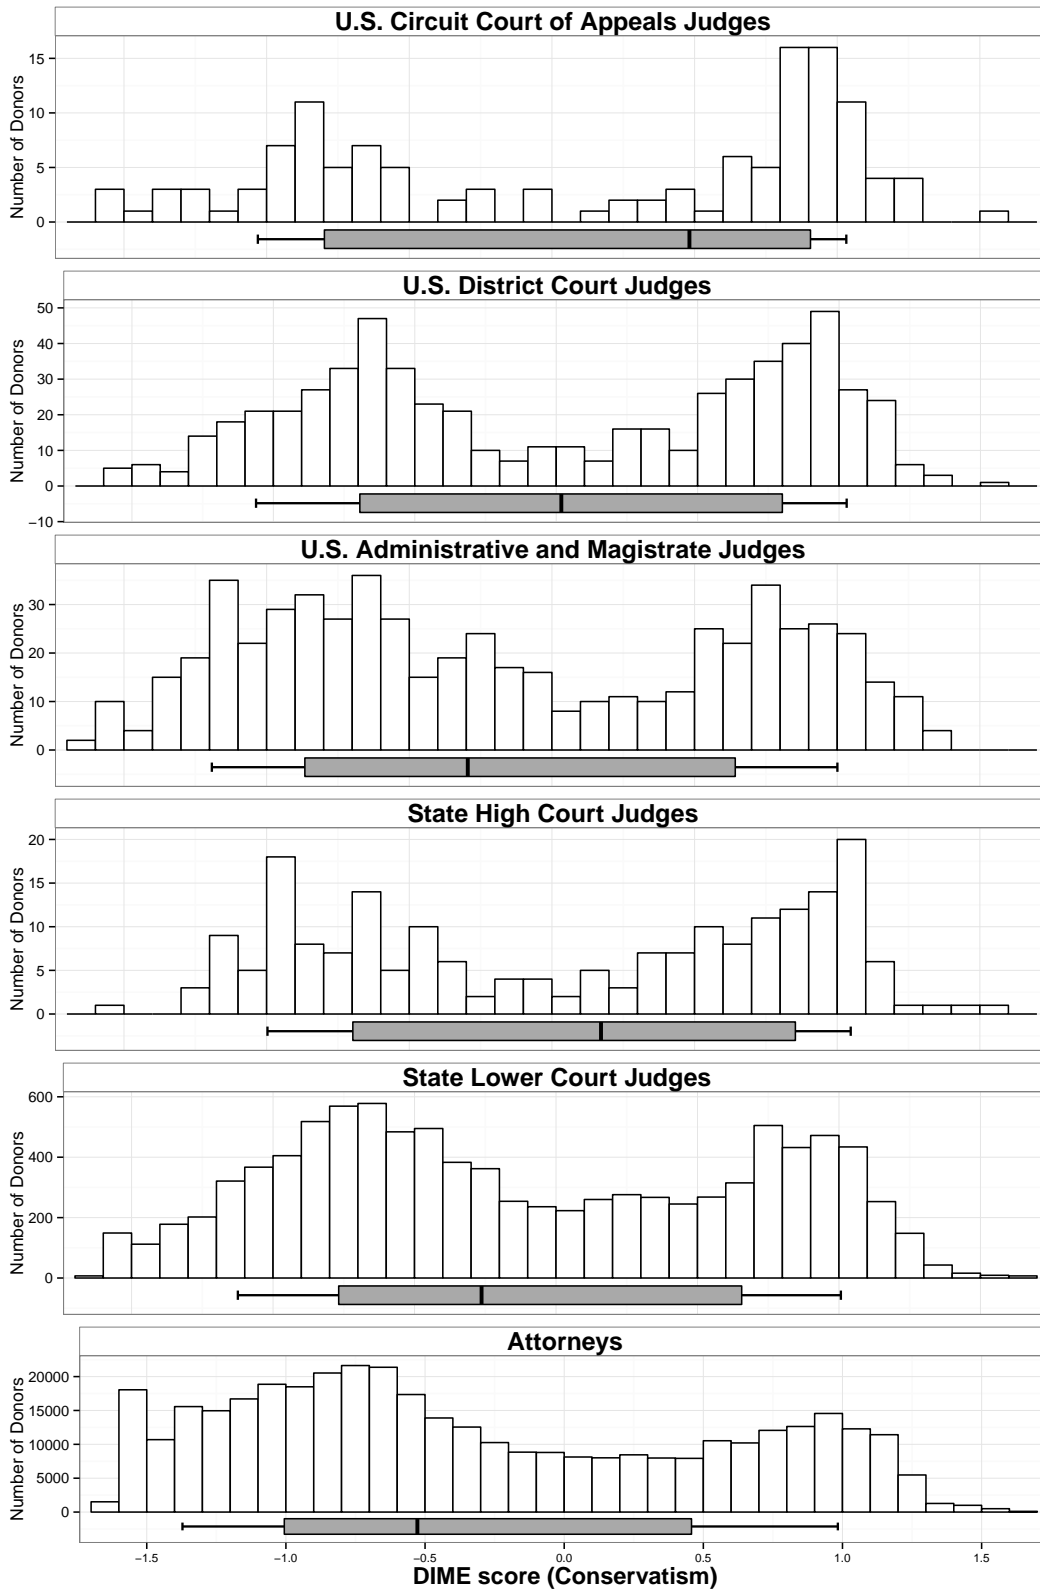 U.S. Circuit Court of Appeals Judges
Number of Donors
15
10
5
0
U.S. District Court Judges
Number of Donors
50
40
30
20
10
0
−10
U.S. Administrative and Magistrate Judges
Number of Donors
30
20
10
0
State High Court Judges
Number of Donors
20
15
10
5
0
State Lower Court Judges
Number of Donors
600
400
200
0
Attorneys
Number of Donors
20000
15000
10000
5000
0
−1.5 −1.0 −0.5 0.0 0.5 1.0 1.5
DIME score (Conservatism)